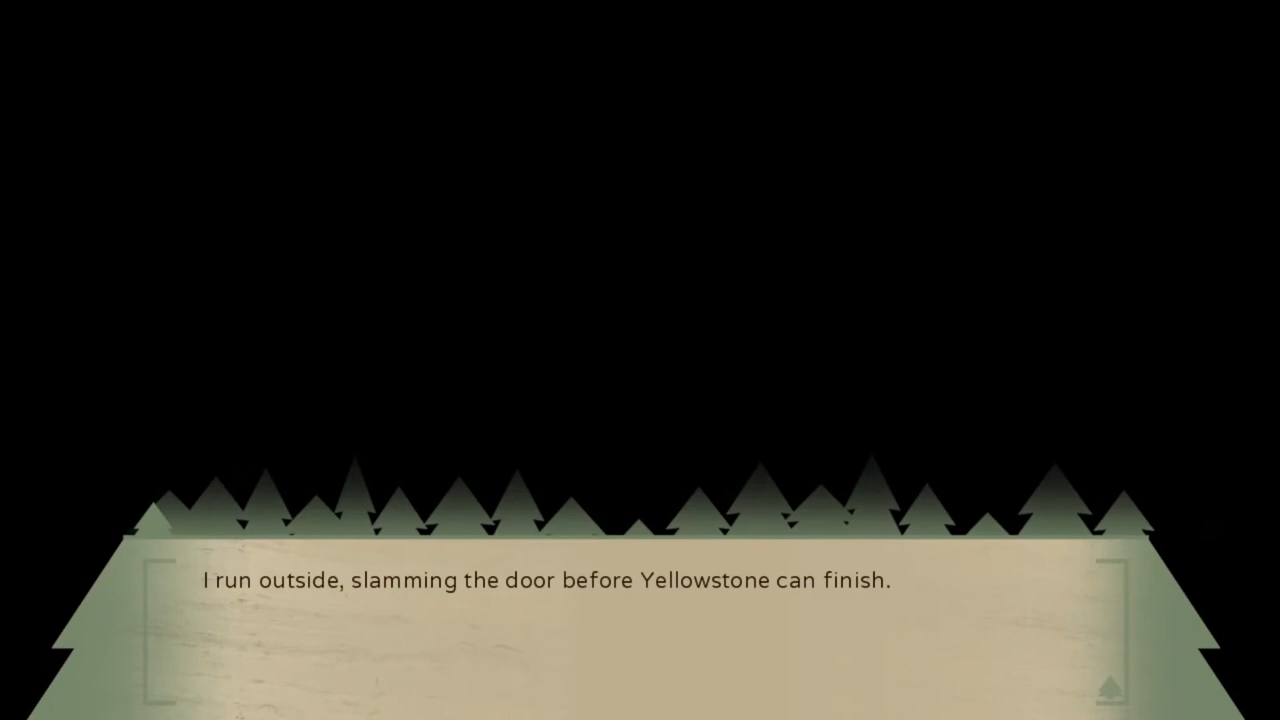 I run outside, slamming the door before Yellowstone can finish.